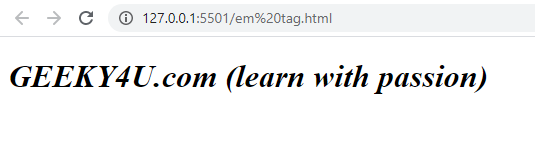 127.0.0.1:5501/em%20tag.html
GEEKY4U.com (learn with passion)